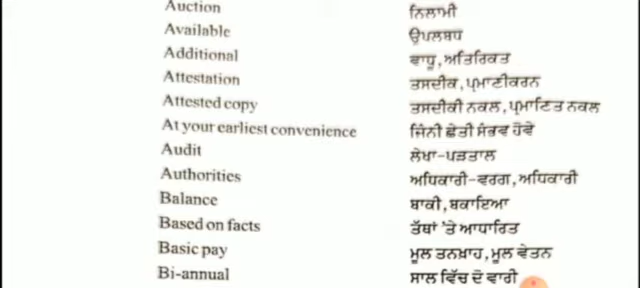 Auction ਨਿਲਾਮੀ
Available ਉਪਲਬਧ
Additional ਵਾਧੂ, ਅਤਿਰਿਕਤ
Attestation ਤਸਦੀਕ, ਪ੍ਰਮਾਣੀਕਰਨ
Attested copy ਤਸਦੀਕੀ ਨਕਲ, ਪ੍ਰਮਾਣਿਤ ਨਕਲ
At your earliest convenience ਜਿੰਨੀ ਛੇਤੀ ਸੰਭਵ ਹੋਵੇ
Audit ਲੇਖਾ-ਪੜਤਾਲ
Authorities ਅਧਿਕਾਰੀ-ਵਰਗ, ਅਧਿਕਾਰੀ
Balance ਬਾਕੀ, ਬਕਾਇਆ
Based on facts ਤੱਥਾਂ 'ਤੇ ਆਧਾਰਿਤ
Basic pay ਮੂਲ ਤਨਖ਼ਾਹ, ਮੂਲ ਵੇਤਨ
Bi-annual ਸਾਲ ਵਿੱਚ ਦੋ ਵਾਰੀ